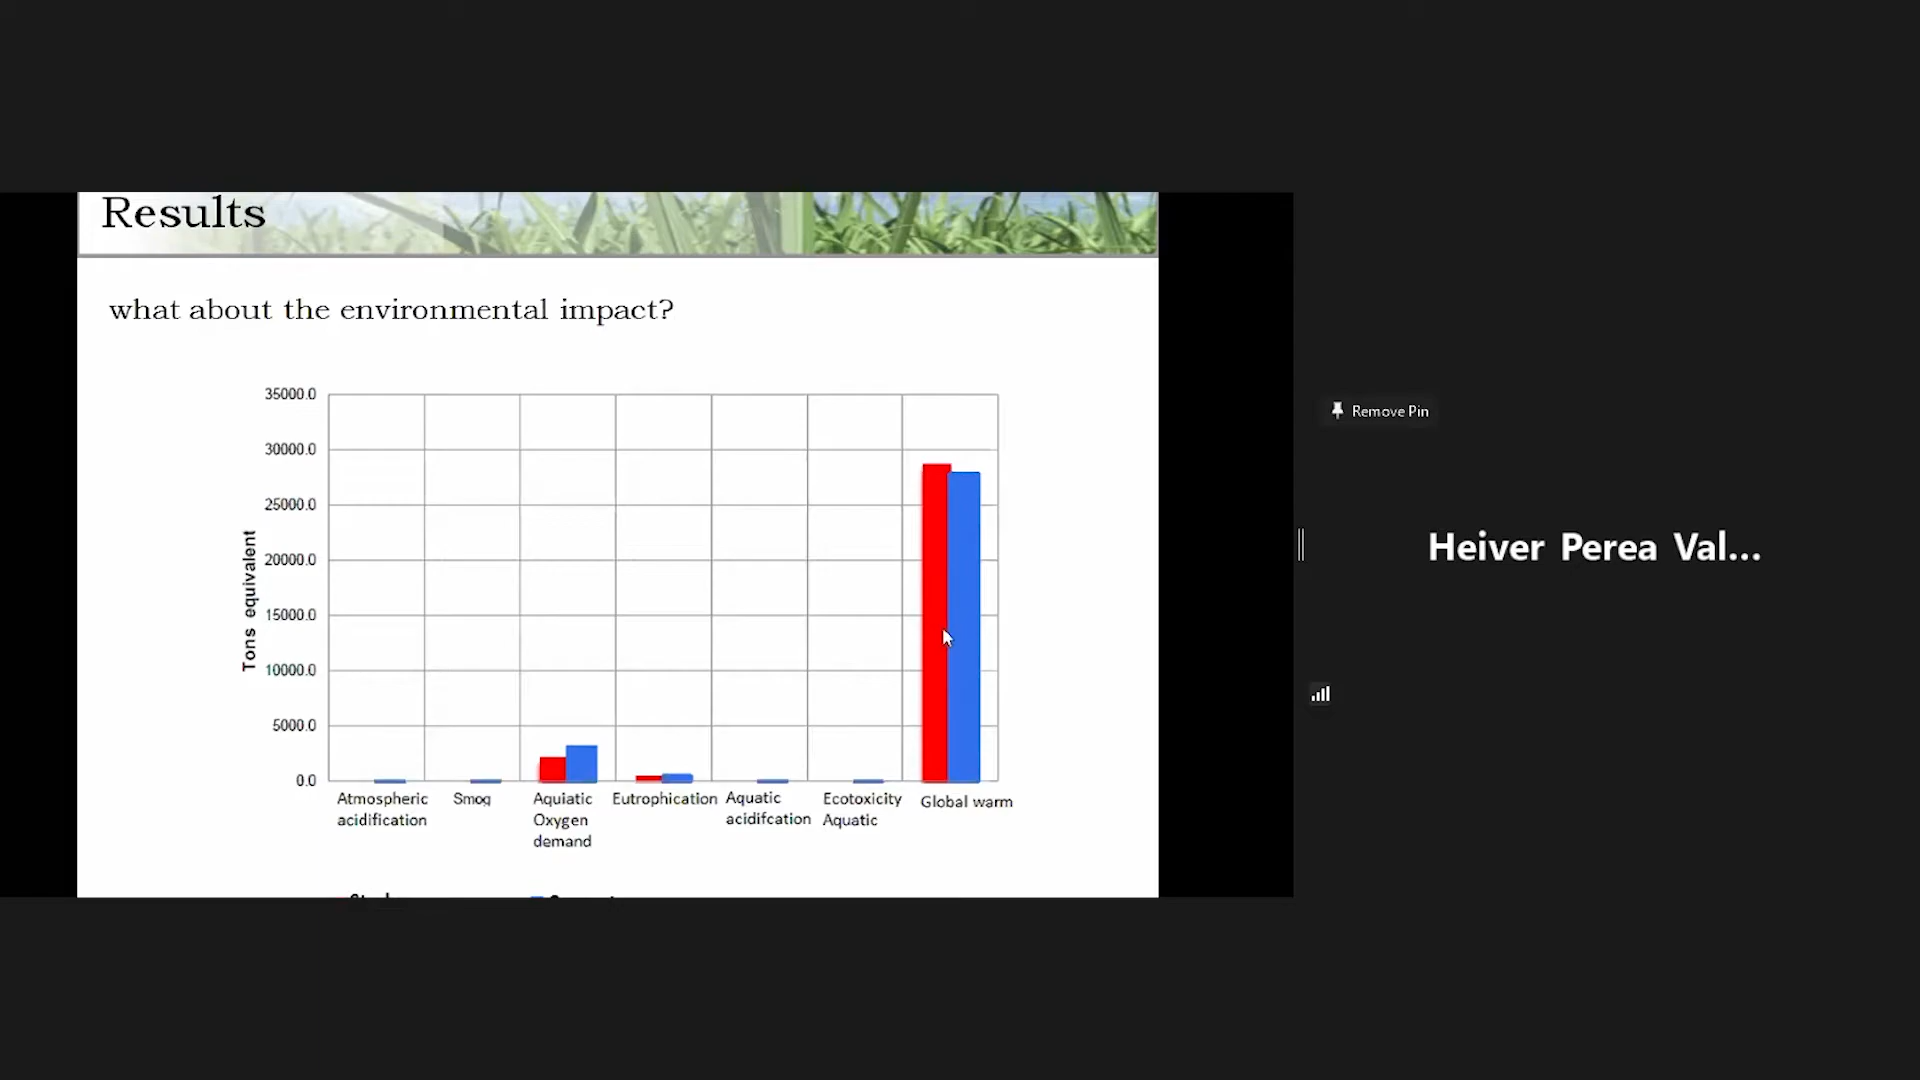 Results
what about the environmental impact?
35000.0
30000.0
25000.0
20000.0
15000.0
10000.0
5000.0
0.0
Tons equivalent
Atmospheric
acidification
Smog
Aquiatic
Oxygen
demand
Eutrophication
Aquatic
acidifcation
Ecotoxicity
Aquatic
Global warm
Remove Pin
Heiver Perea Val...